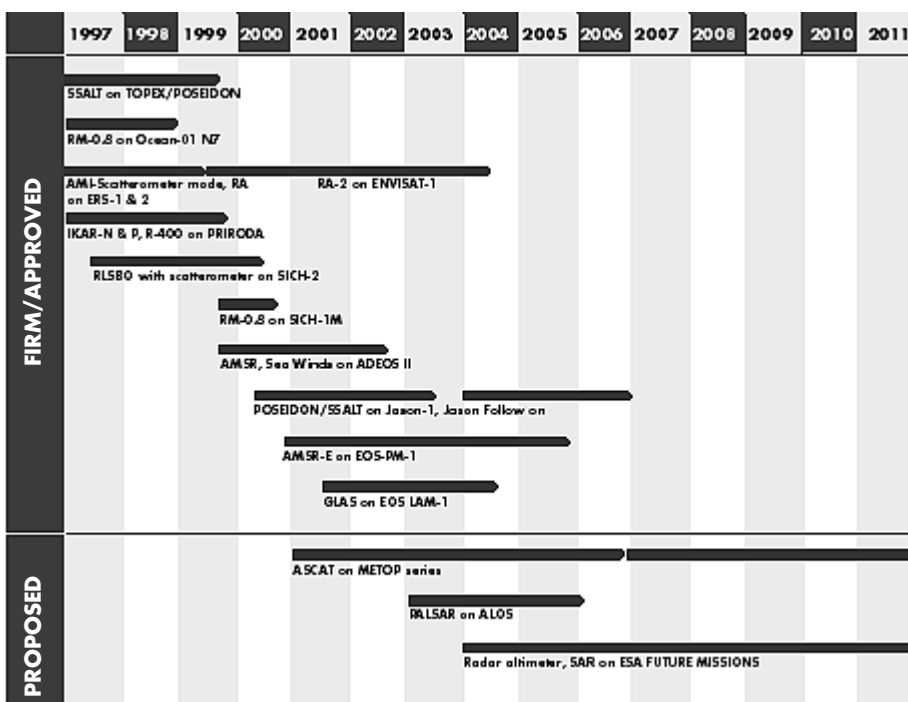 1997 1998 1999 2000 2001 2002 2003 2004 2005 2006 2007 2008 2009 2010 2011
FIRM/APPROVED
SSALT on TOPEX/POSEIDON
RM-0.8 on Ocean-01 N7
AMI-Scatterometer mode, RA
on ERS-1 & 2
RA-2 on ENVISAT-1
IKAR-N & P, R-400 on PRIRODA
RLSBO with scatterometer on SICH-2
RM-0.8 on SICH-1M
AMSR, Sea Winds on ADEOS II
POSEIDON/SSALT on Jason-1, Jason Follow on
AMSR-E on EOS-PM-1
GLAS on EOS LAM-1
PROPOSED
ASCAT on METOP series
PALSAR on ALOS
Radar altimeter, SAR on ESA FUTURE MISSIONS